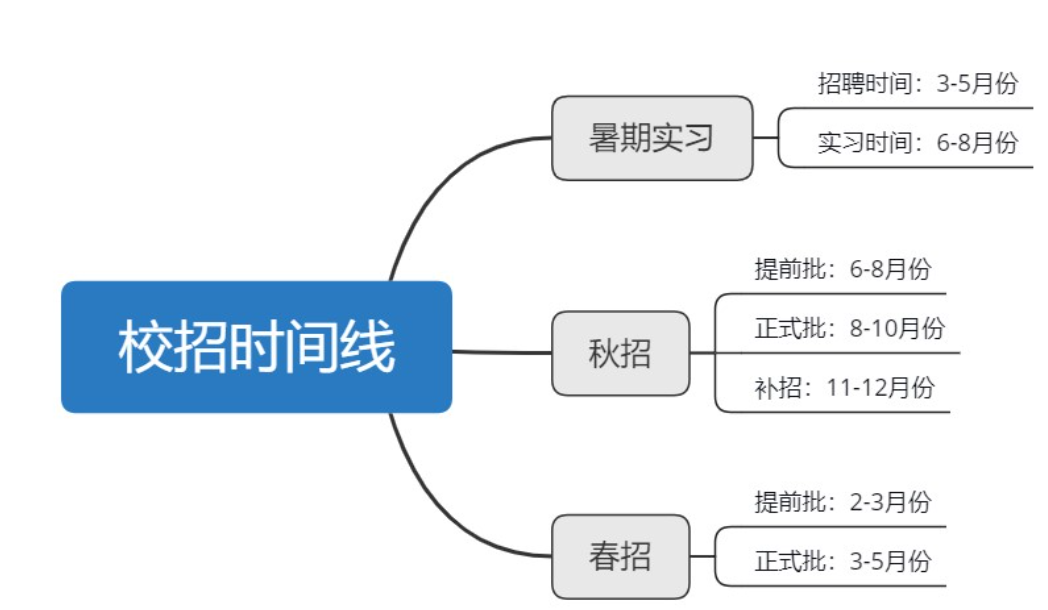 校招时间线
暑期实习
招聘时间：3-5月份
实习时间：6-8月份
秋招
提前批：6-8月份
正式批：8-10月份
补招：11-12月份
春招
提前批：2-3月份
正式批：3-5月份